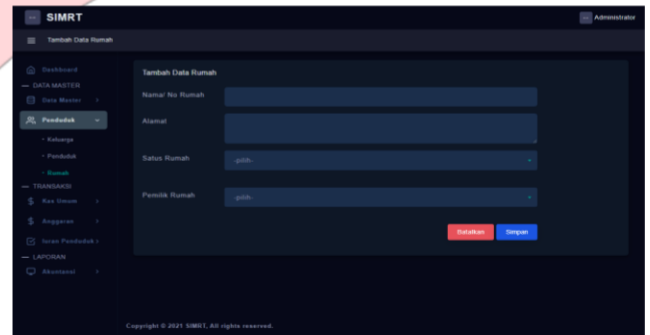 SIMRT
Administrator
Tambah Data Rumah
Dashboard
DATA MASTER
Data Master
Penduduk
Keluarga
Penduduk
Rumah
TRANSAKSI
Kas Umum
Anggaran
Iuran Penduduk
LAPORAN
Akuntansi
Tambah Data Rumah
Nama/ No Rumah
Alamat
Satus Rumah
-pilih-
Pemilik Rumah
-pilih-
Batalkan
Simpan
Copyright © 2021 SIMRT, All rights reserved.